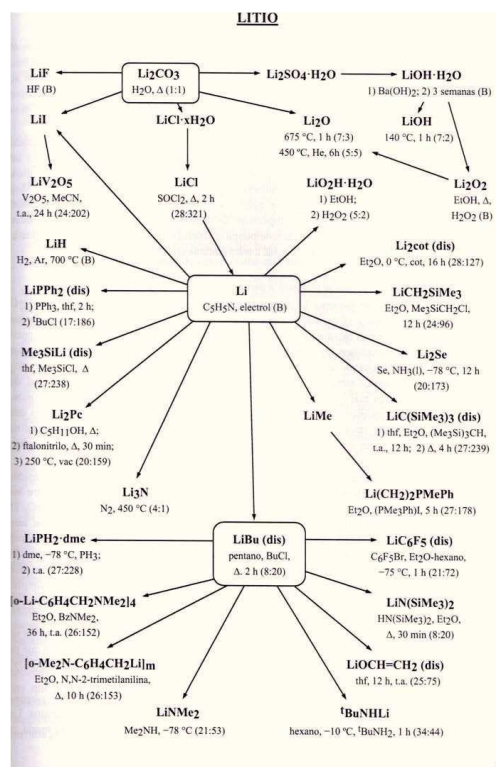 LITIO
LiF
HF (B)
Li2CO3
H2O, Δ (1:1)
Li2SO4·H2O
LiOH·H2O
1) Ba(OH)2; 2) 3 semanas (B)
LiI
LiCl·xH2O
Li2O
675 °C, 1 h (7:3)
450 °C, He, 6h (5:5)
LiOH
140 °C, 1 h (7:2)
LiV2O5
V2O5, MeCN,
t.a., 24 h (24:202)
LiCl
SOCl2, Δ, 2 h
(28:321)
LiO2H·H2O
1) EtOH;
2) H2O2 (5:2)
Li2O2
EtOH, Δ,
H2O2 (B)
LiH
H2, Ar, 700 °C (B)
Li2cot (dis)
Et2O, 0 °C, cot, 16 h (28:127)
Li
C5H5N, electrol (B)
LiPPh2 (dis)
1) PPh3, thf, 2 h;
2) tBuCl (17:186)
LiCH2SiMe3
Et2O, Me3SiCH2Cl,
12 h (24:96)
Me3SiLi (dis)
thf, Me3SiCl, Δ
(27:238)
Li2Se
Se, NH3(l), −78 °C, 12 h
(20:173)
Li2Pc
1) C5H11OH, Δ;
2) ftalonitrilo, Δ, 30 min;
3) 250 °C, vac (20:159)
LiMe
LiC(SiMe3)3 (dis)
1) thf, Et2O, (Me3Si)3CH,
t.a., 12 h; 2) Δ, 4 h (27:239)
Li3N
N2, 450 °C (4:1)
Li(CH2)2PMePh
Et2O, (PMe3Ph)I, 5 h (27:178)
LiPH2·dme
1) dme, −78 °C, PH3;
2) t.a. (27:228)
LiBu (dis)
pentano, BuCl,
Δ. 2 h (8:20)
LiC6F5 (dis)
C6F5Br, Et2O-hexano,
−75 °C, 1 h (21:72)
[o-Li-C6H4CH2NMe2]4
Et2O, BzNMe2,
36 h, t.a. (26:152)
LiN(SiMe3)2
HN(SiMe3)2, Et2O,
Δ, 30 min (8:20)
[o-Me2N-C6H4CH2Li]m
Et2O, N,N-2-trimetilanilina,
Δ, 10 h (26:153)
LiOCH=CH2 (dis)
thf, 12 h, t.a. (25:75)
LiNMe2
Me2NH, −78 °C (21:53)
tBuNHLi
hexano, −10 ºC, tBuNH2, 1 h (34:44)